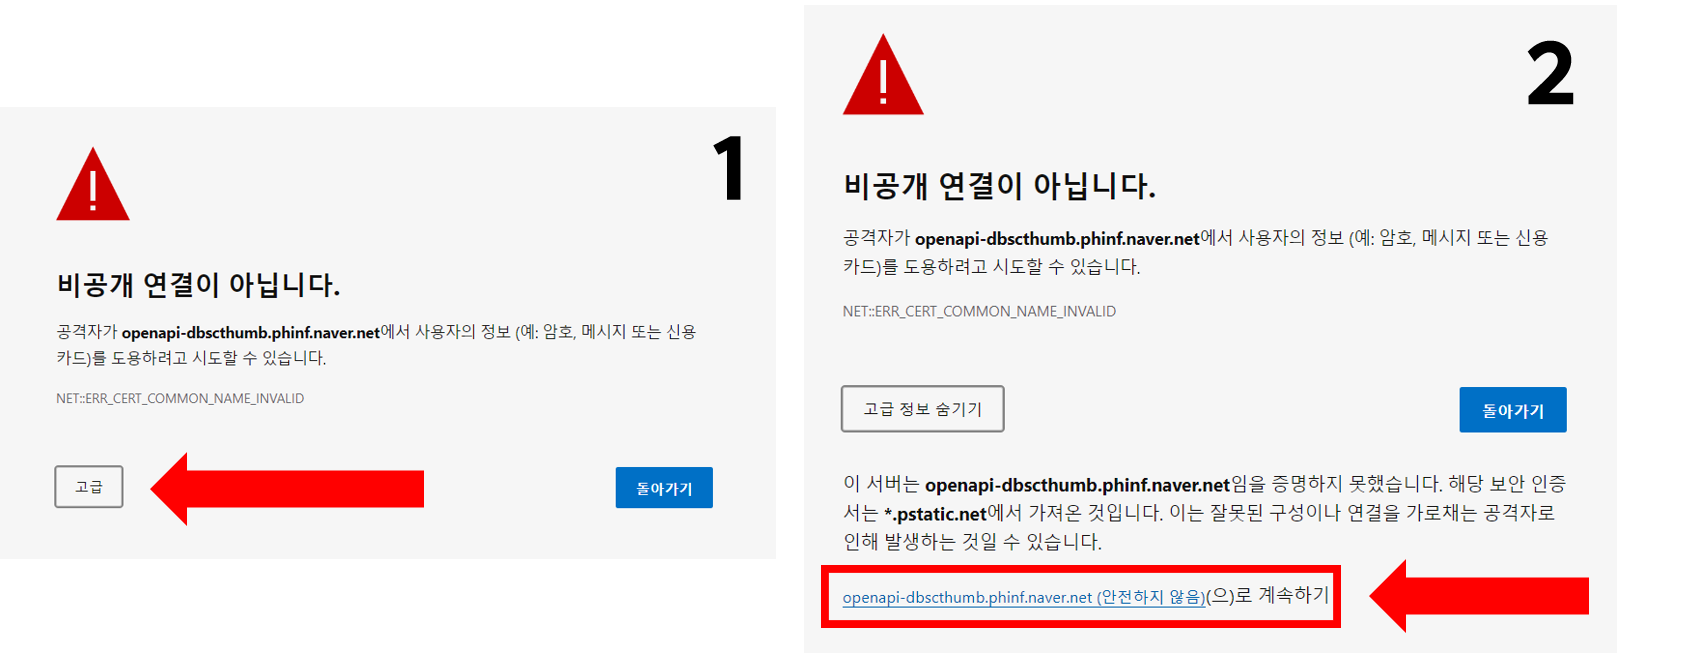 1
비공개 연결이 아닙니다.
공격자가 openapi-dbscthumb.phinf.naver.net에서 사용자의 정보 (예: 암호, 메시지 또는 신용
카드)를 도용하려고 시도할 수 있습니다.
NET::ERR_CERT_COMMON_NAME_INVALID
고급
돌아가기
2
비공개 연결이 아닙니다.
공격자가 openapi-dbscthumb.phinf.naver.net에서 사용자의 정보 (예: 암호, 메시지 또는 신용
카드)를 도용하려고 시도할 수 있습니다.
NET::ERR_CERT_COMMON_NAME_INVALID
고급 정보 숨기기
돌아가기
이 서버는 openapi-dbscthumb.phinf.naver.net임을 증명하지 못했습니다. 해당 보안 인증
서는 *.pstatic.net에서 가져온 것입니다. 이는 잘못된 구성이나 연결을 가로채는 공격자로
인해 발생하는 것일 수 있습니다.
openapi-dbscthumb.phinf.naver.net (안전하지 않음)(으)로 계속하기